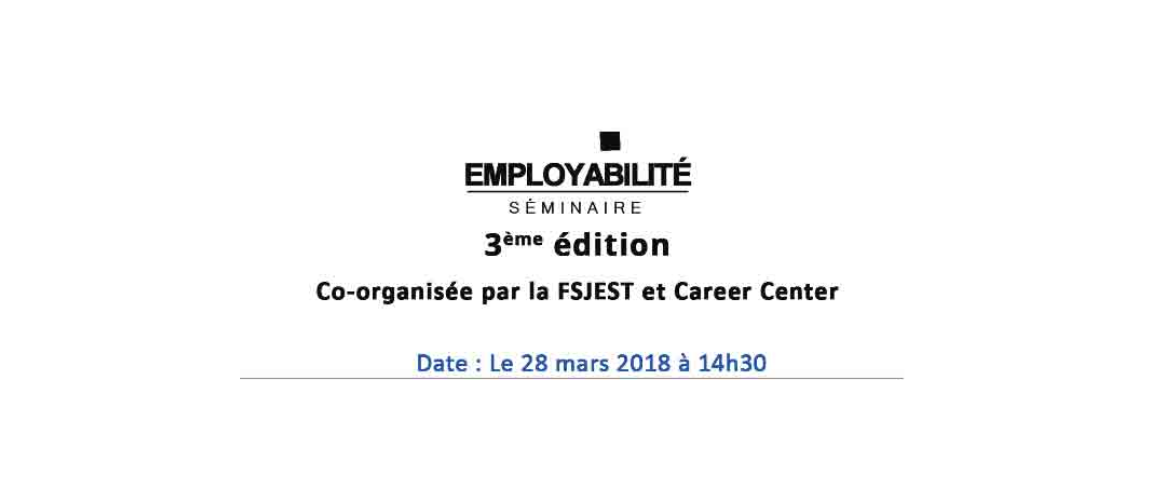 EMPLOYABILITÉ
SÉMINAIRE
3ème édition
Co-organisée par la FSJEST et Career Center
Date : Le 28 mars 2018 à 14h30